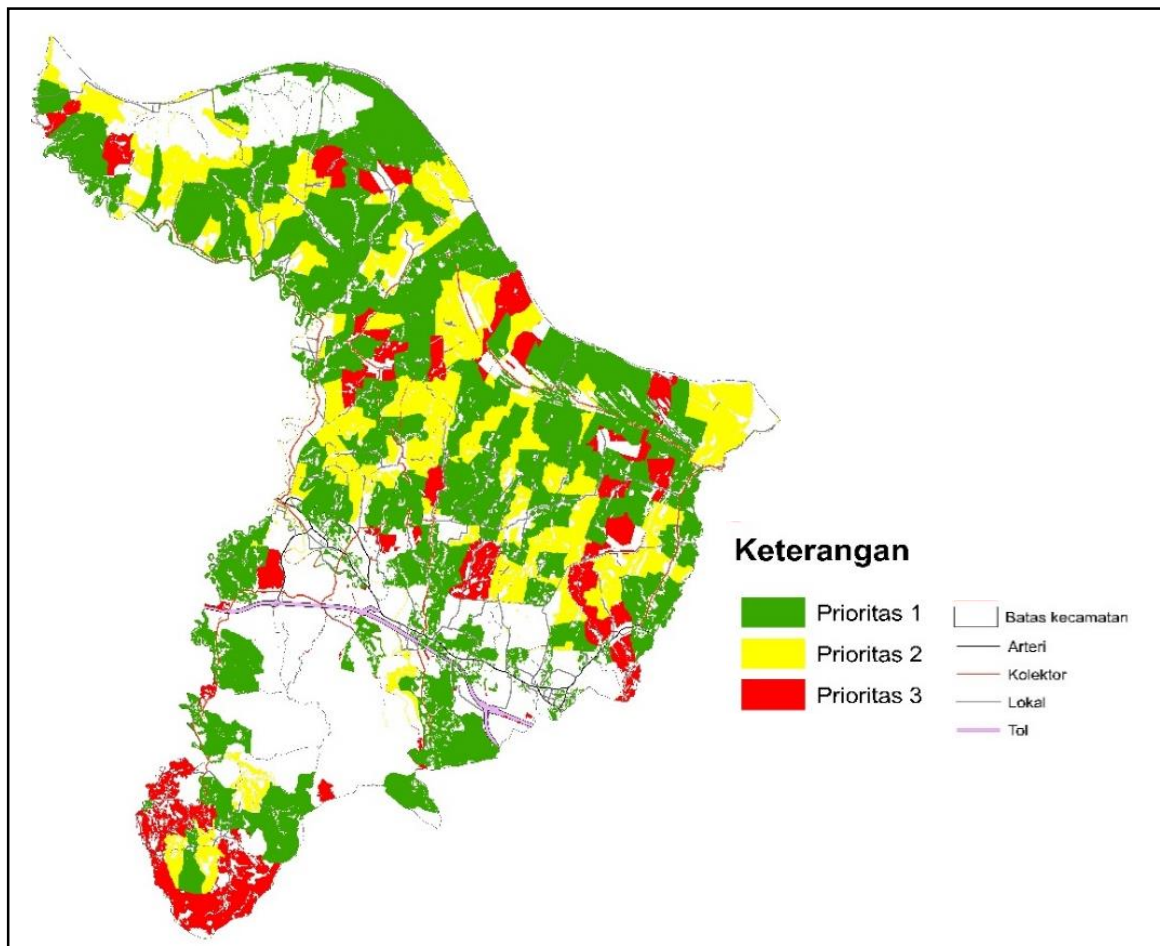 Keterangan
Prioritas 1
Prioritas 2
Prioritas 3
Batas kecamatan
Arteri
Kolektor
Lokal
Tol